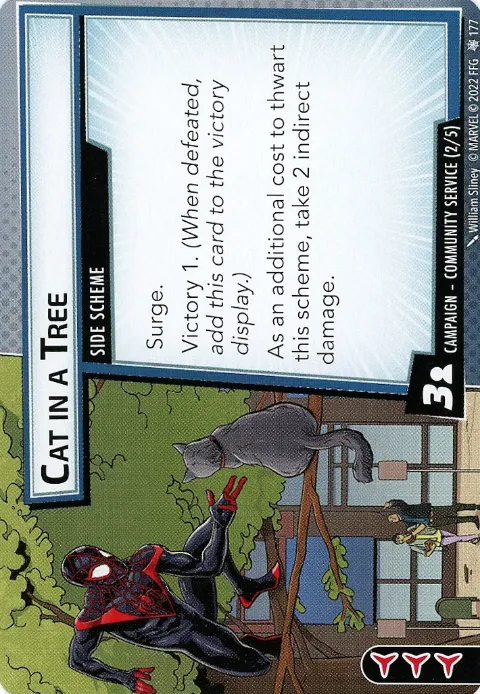 CAT IN A TREE
SIDE SCHEME
Surge.
Victory 1. (When defeated,
add this card to the victory
display.)
As an additional cost to thwart
this scheme, take 2 indirect
damage.
3
CAMPAIGN – COMMUNITY SERVICE (2/5)
William Sliney © MARVEL © 2022 FFG 177